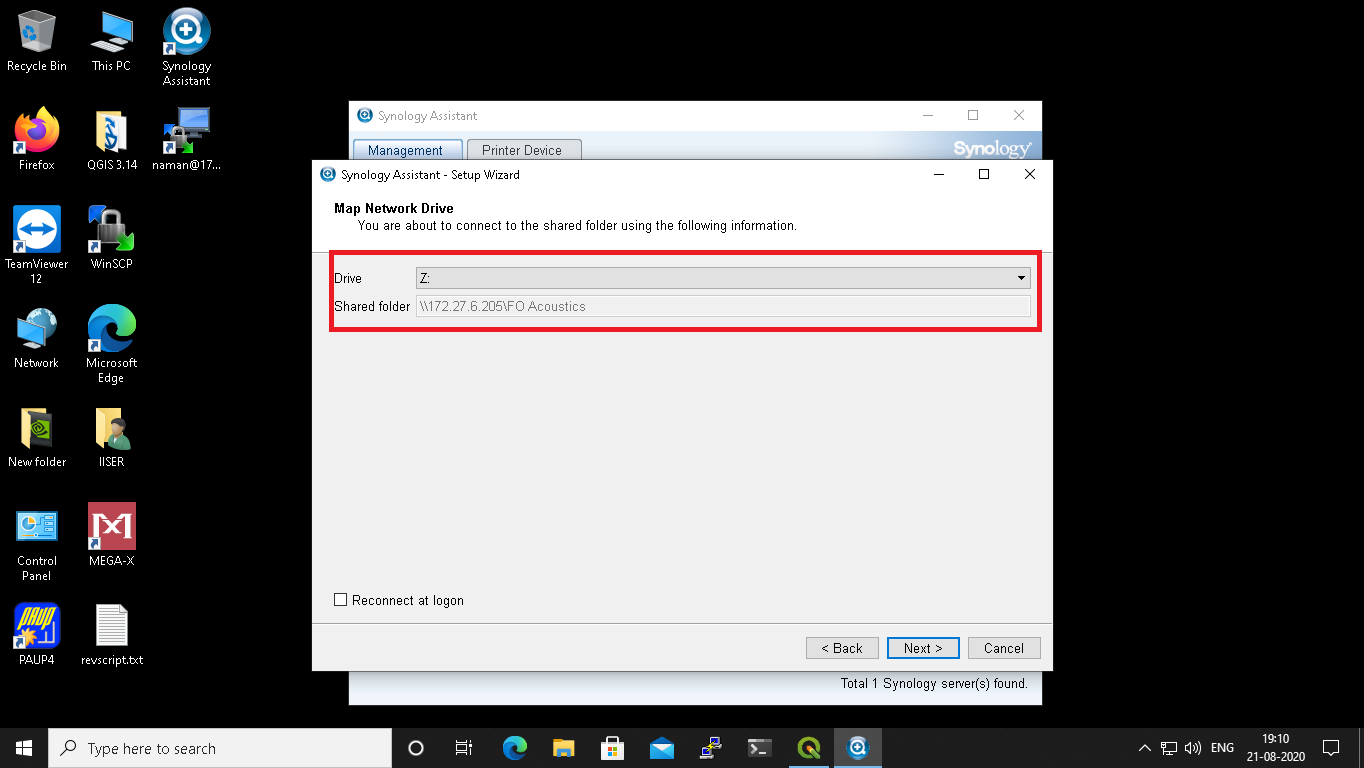 Recycle Bin
This PC
Synology
Assistant
Firefox
QGIS 3.14
naman@17...
TeamViewer
12
WinSCP
Network
Microsoft
Edge
New folder
IISER
Control
Panel
MEGA-X
PAUP
PAUP4
revscript.txt
Synology Assistant
Management
Printer Device
Synology
Synology Assistant - Setup Wizard
Map Network Drive
You are about to connect to the shared folder using the following information.
Drive
Z:
Shared folder
\\172.27.6.205\FO Acoustics
Reconnect at logon
< Back
Next >
Cancel
Total 1 Synology server(s) found.
Type here to search
ENG
19:10
21-08-2020